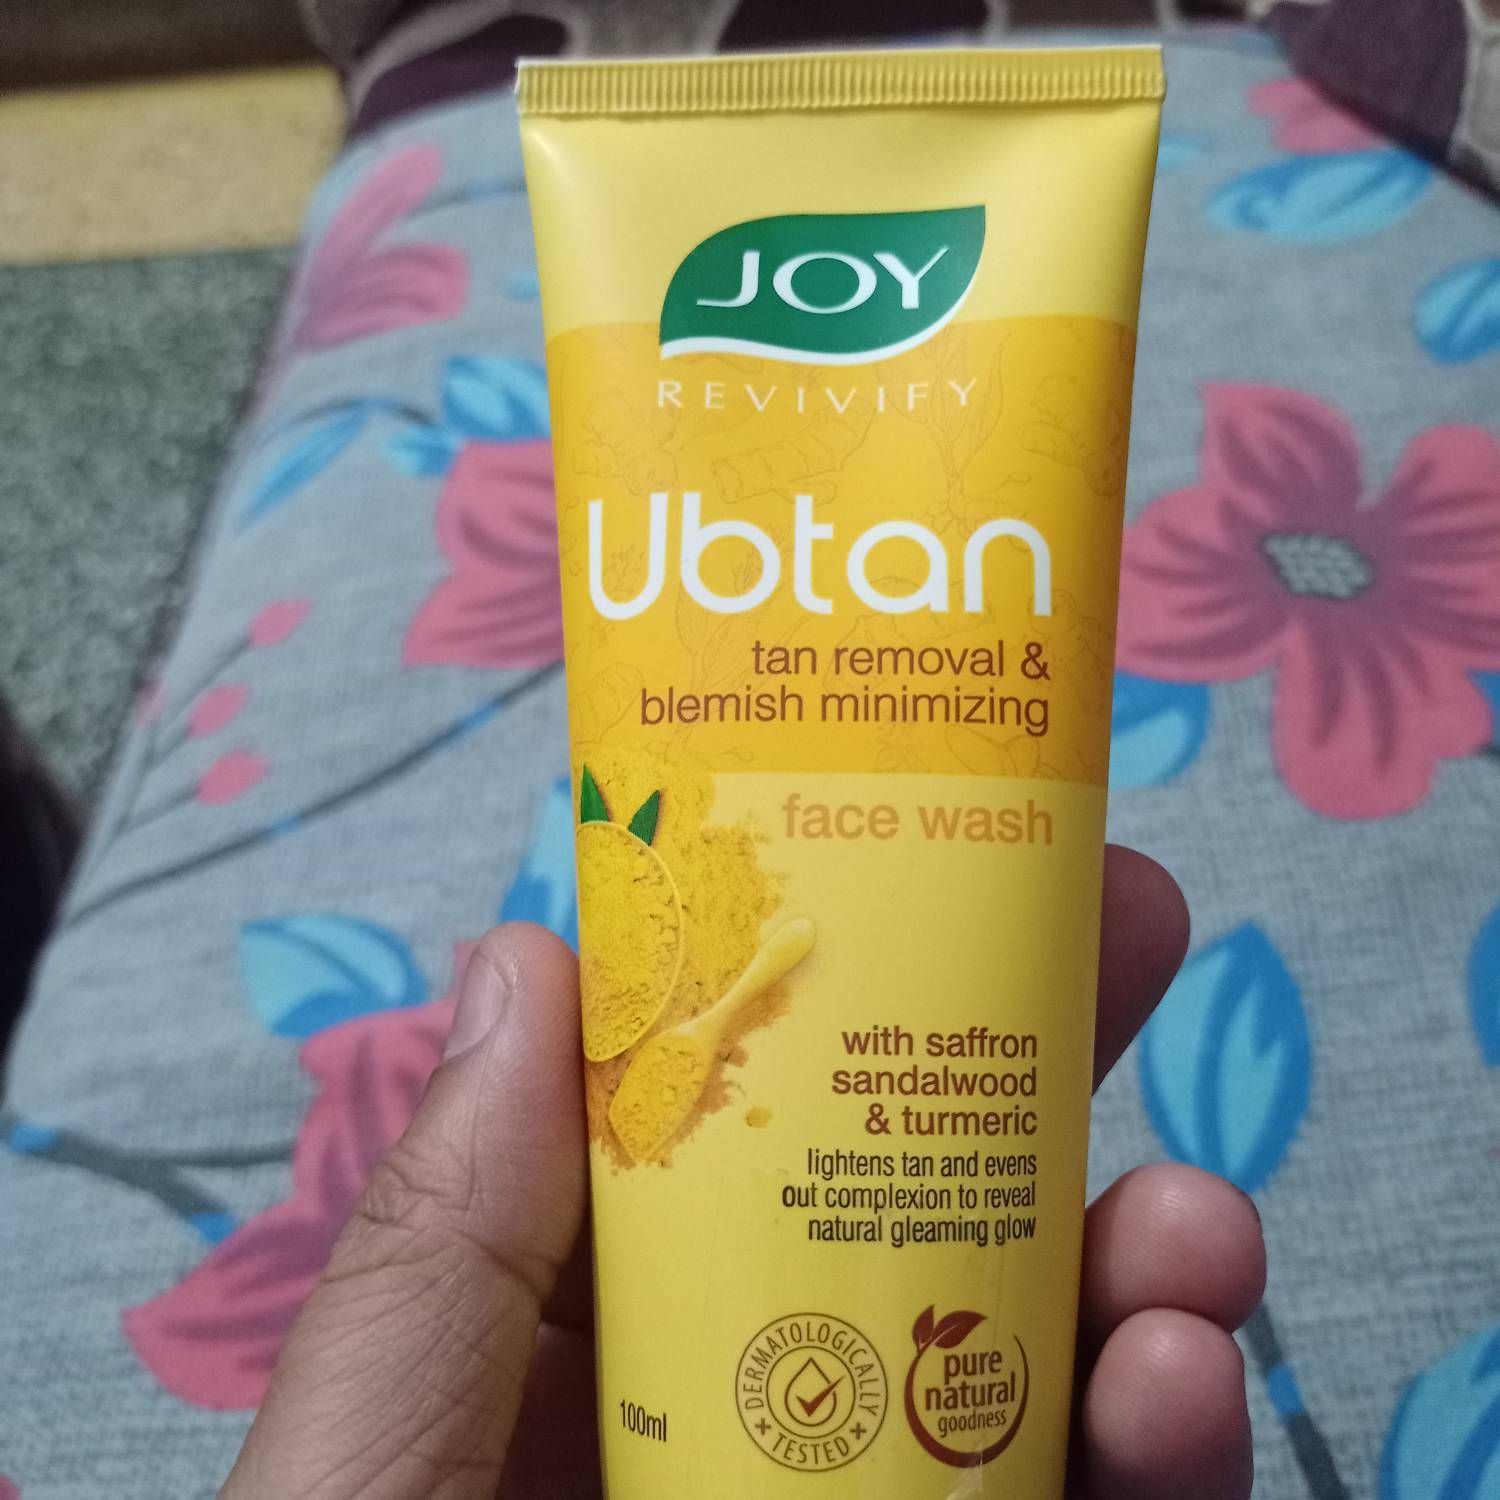 JOY
REVIVIFY
Ubtan
tan removal &
blemish minimizing
face wash
with saffron
sandalwood
& turmeric
lightens tan and evens
out complexion to reveal
natural gleaming glow
DERMATOLOGICALLY
+ TESTED +
pure
natural
goodness
100ml